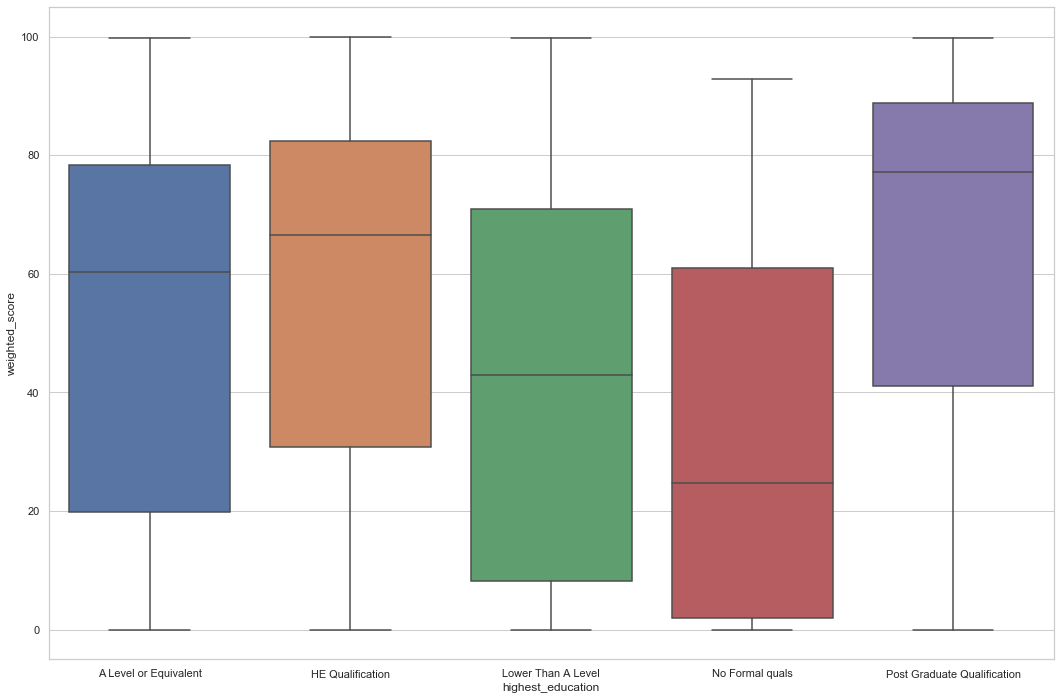 100
80
60
40
20
0
weighted_score
A Level or Equivalent
HE Qualification
Lower Than A Level
No Formal quals
Post Graduate Qualification
highest_education